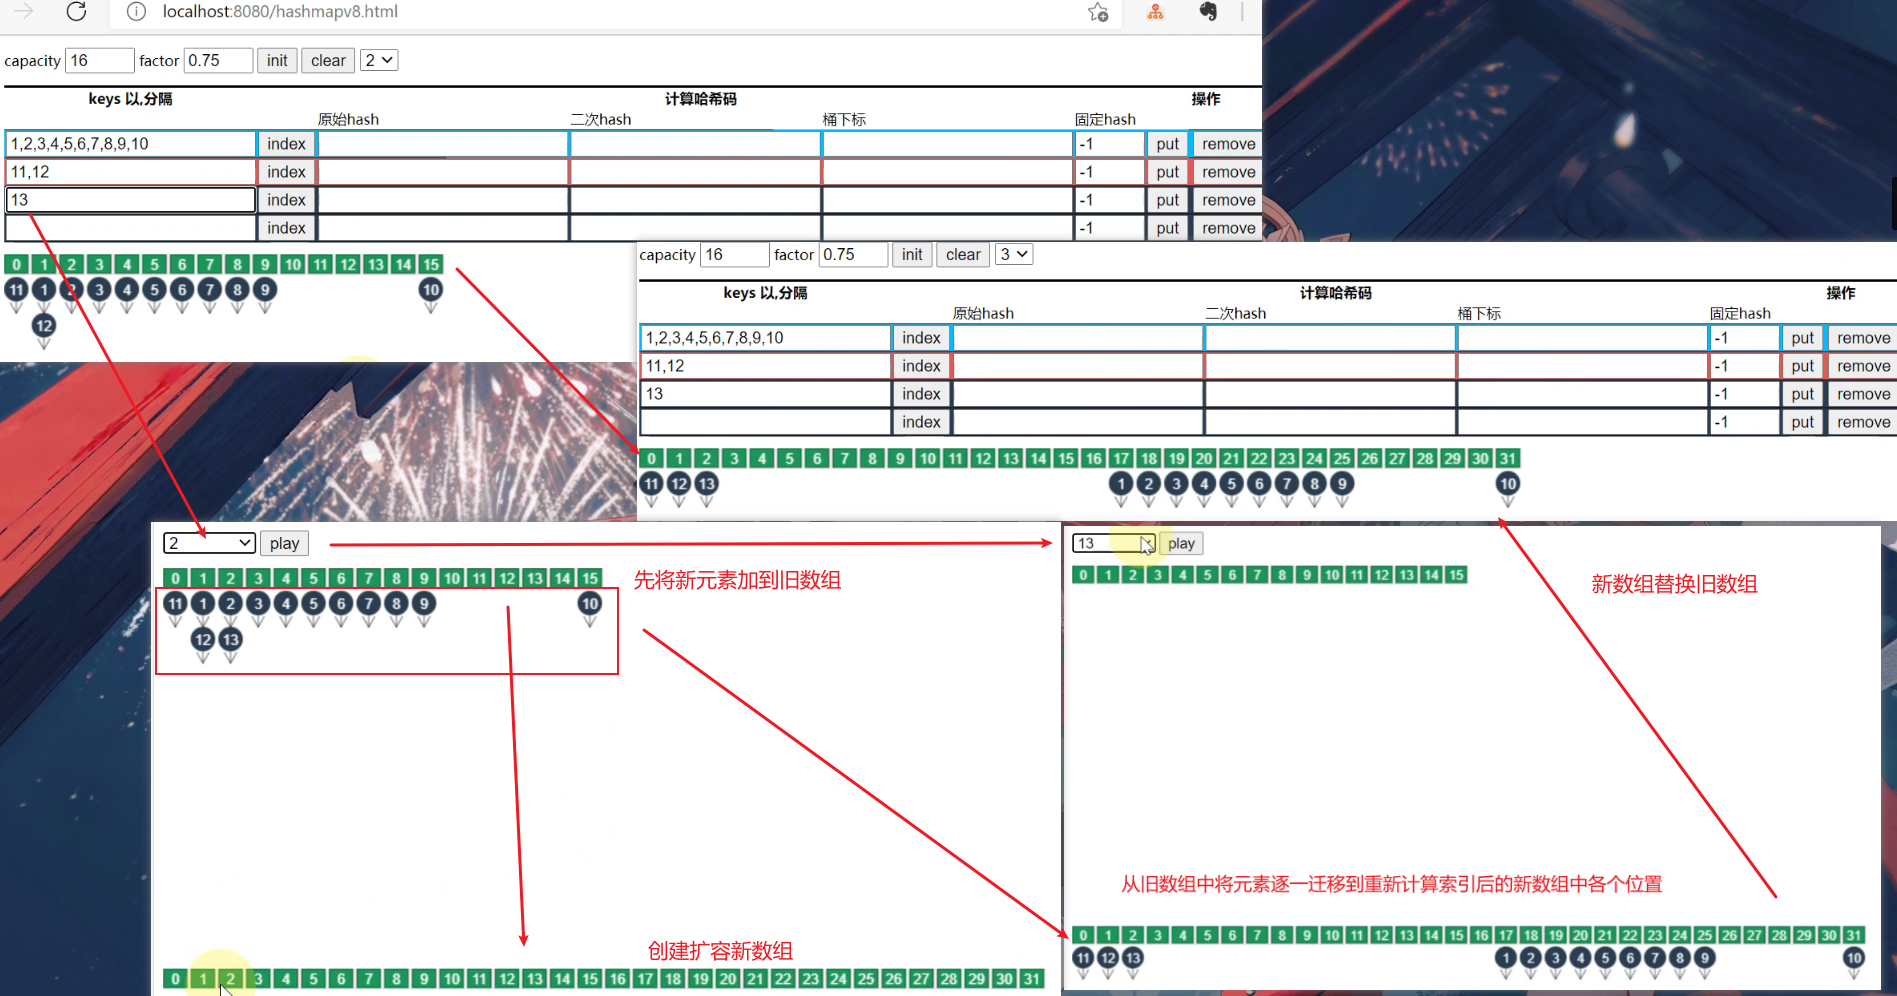 localhost:8080/hashmapv8.html
capacity 16 factor 0.75 init clear 2
keys 以,分隔 计算哈希码 操作
原始hash 二次hash 桶下标 固定hash
1,2,3,4,5,6,7,8,9,10 index -1 put remove
11,12 index -1 put remove
13 index -1 put remove
index -1 put remove
0 1 2 3 4 5 6 7 8 9 10 11 12 13 14 15
11 1 2 3 4 5 6 7 8 9 10
12
capacity 16 factor 0.75 init clear 3
keys 以,分隔 计算哈希码 操作
原始hash 二次hash 桶下标 固定hash
1,2,3,4,5,6,7,8,9,10 index -1 put remove
11,12 index -1 put remove
13 index -1 put remove
index -1 put remove
0 1 2 3 4 5 6 7 8 9 10 11 12 13 14 15 16 17 18 19 20 21 22 23 24 25 26 27 28 29 30 31
11 12 13 1 2 3 4 5 6 7 8 9 10
2 play
0 1 2 3 4 5 6 7 8 9 10 11 12 13 14 15
11 1 2 3 4 5 6 7 8 9 10
12 13
先将新元素加到旧数组
创建扩容新数组
0 1 2 3 4 5 6 7 8 9 10 11 12 13 14 15 16 17 18 19 20 21 22 23 24 25 26 27 28 29 30 31
13 play
0 1 2 3 4 5 6 7 8 9 10 11 12 13 14 15
新数组替换旧数组
从旧数组中将元素逐一迁移到重新计算索引后的新数组中各个位置
0 1 2 3 4 5 6 7 8 9 10 11 12 13 14 15 16 17 18 19 20 21 22 23 24 25 26 27 28 29 30 31
11 12 13 1 2 3 4 5 6 7 8 9 10